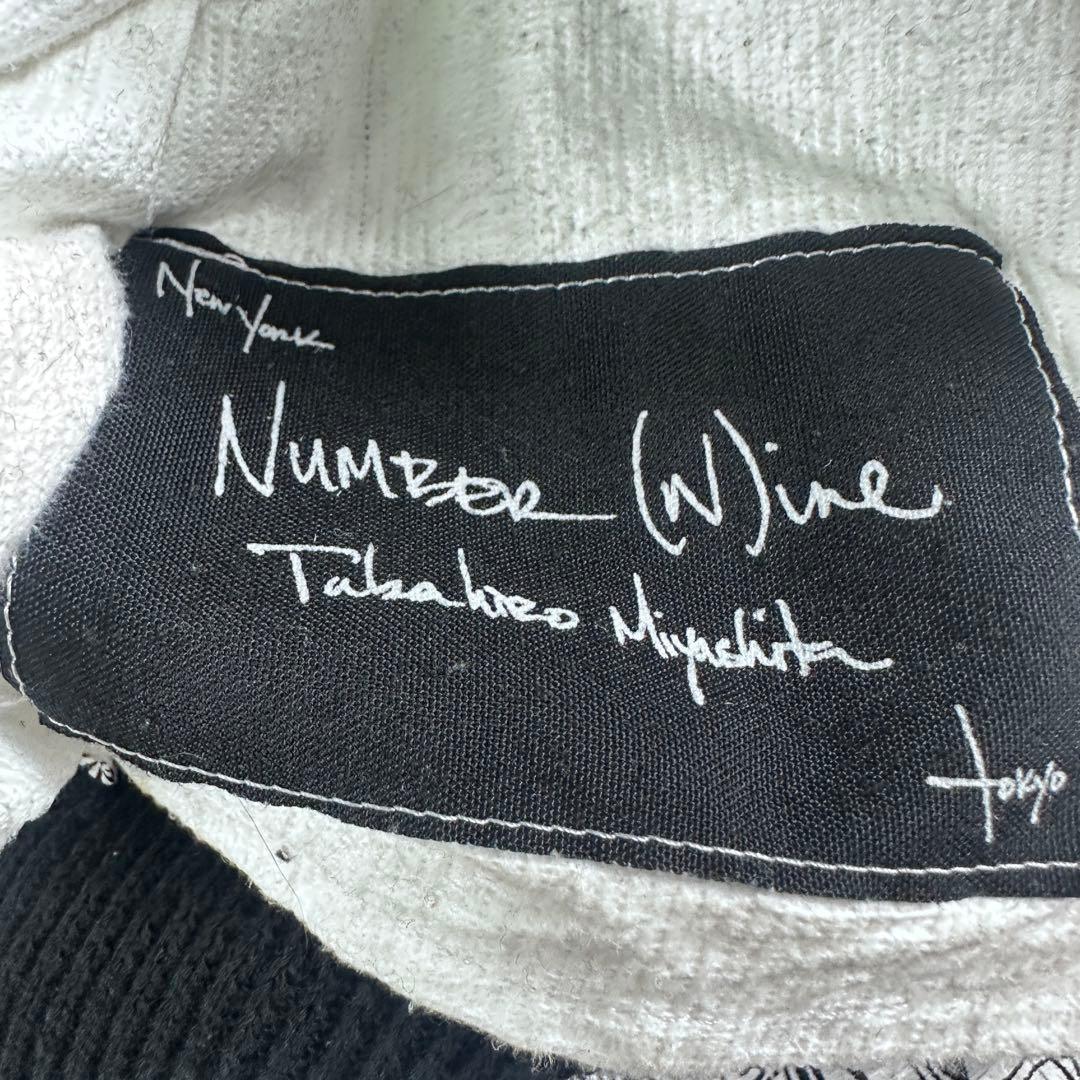 New York
NUMBER (N)ine
Takahiro Miyashita
tokyo